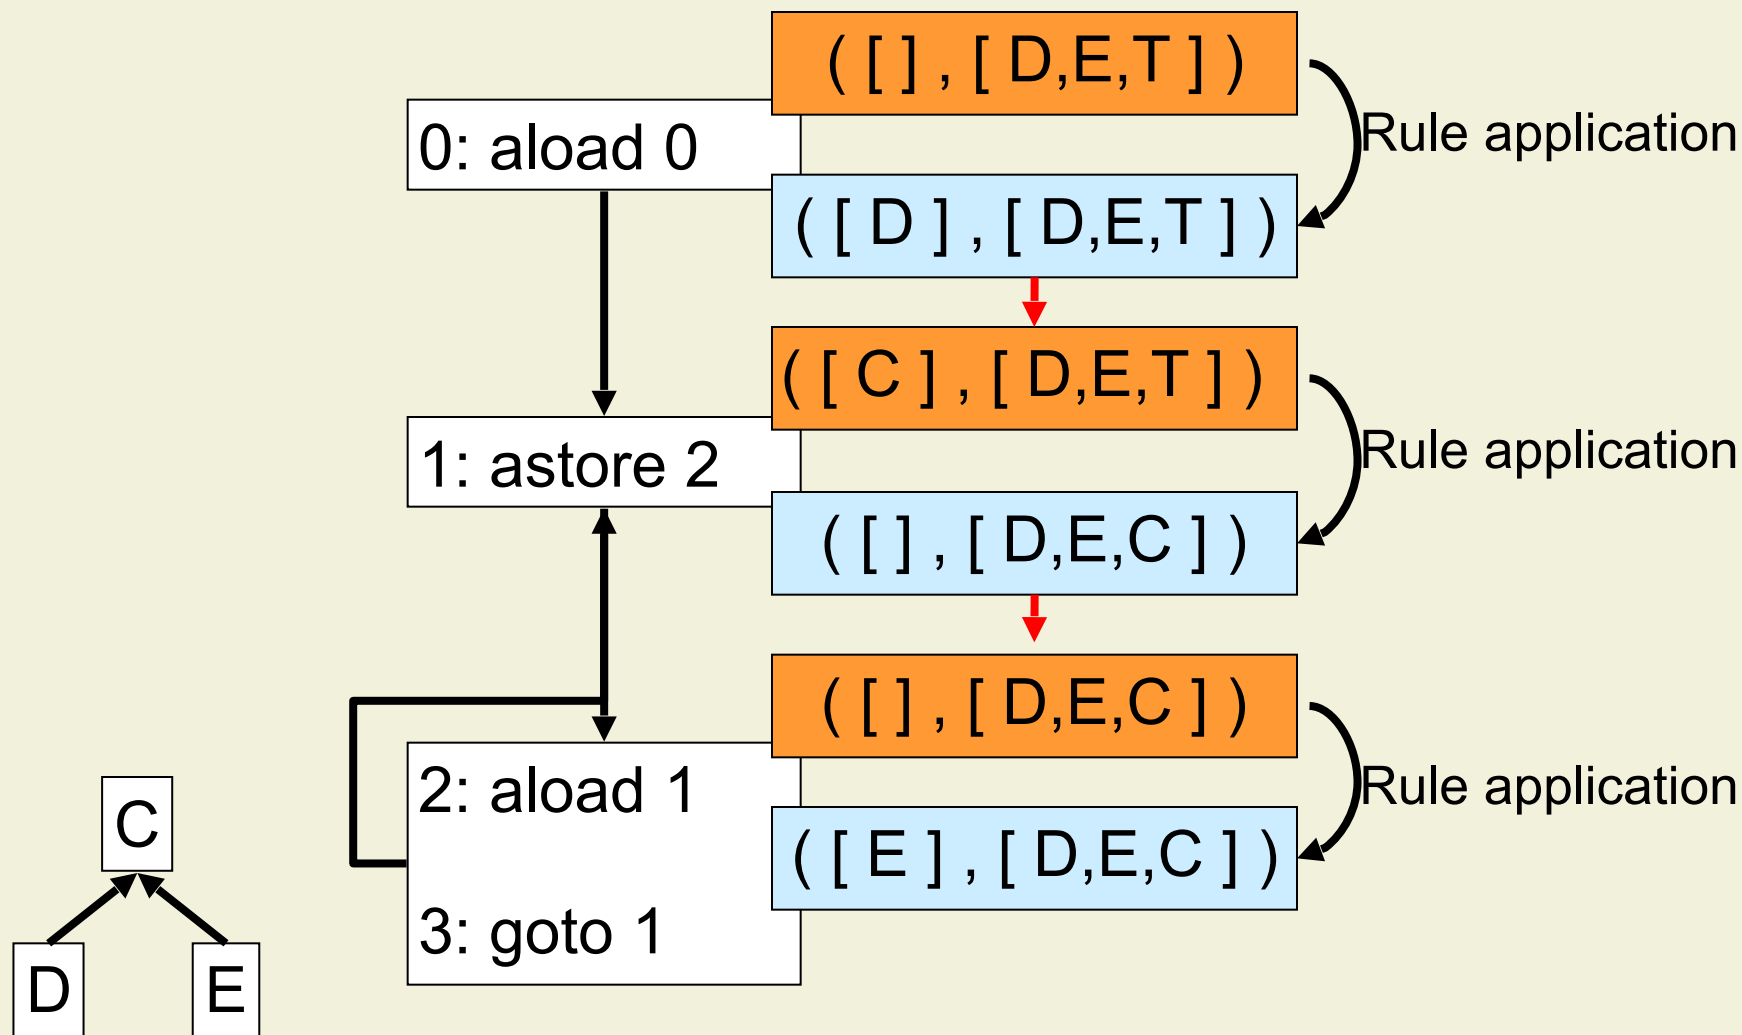 ( [ ] , [ D,E,T ] )
0: aload 0
Rule application
( [ D ] , [ D,E,T ] )
( [ C ] , [ D,E,T ] )
1: astore 2
Rule application
( [ ] , [ D,E,C ] )
( [ ] , [ D,E,C ] )
2: aload 1
Rule application
( [ E ] , [ D,E,C ] )
3: goto 1
C
D
E